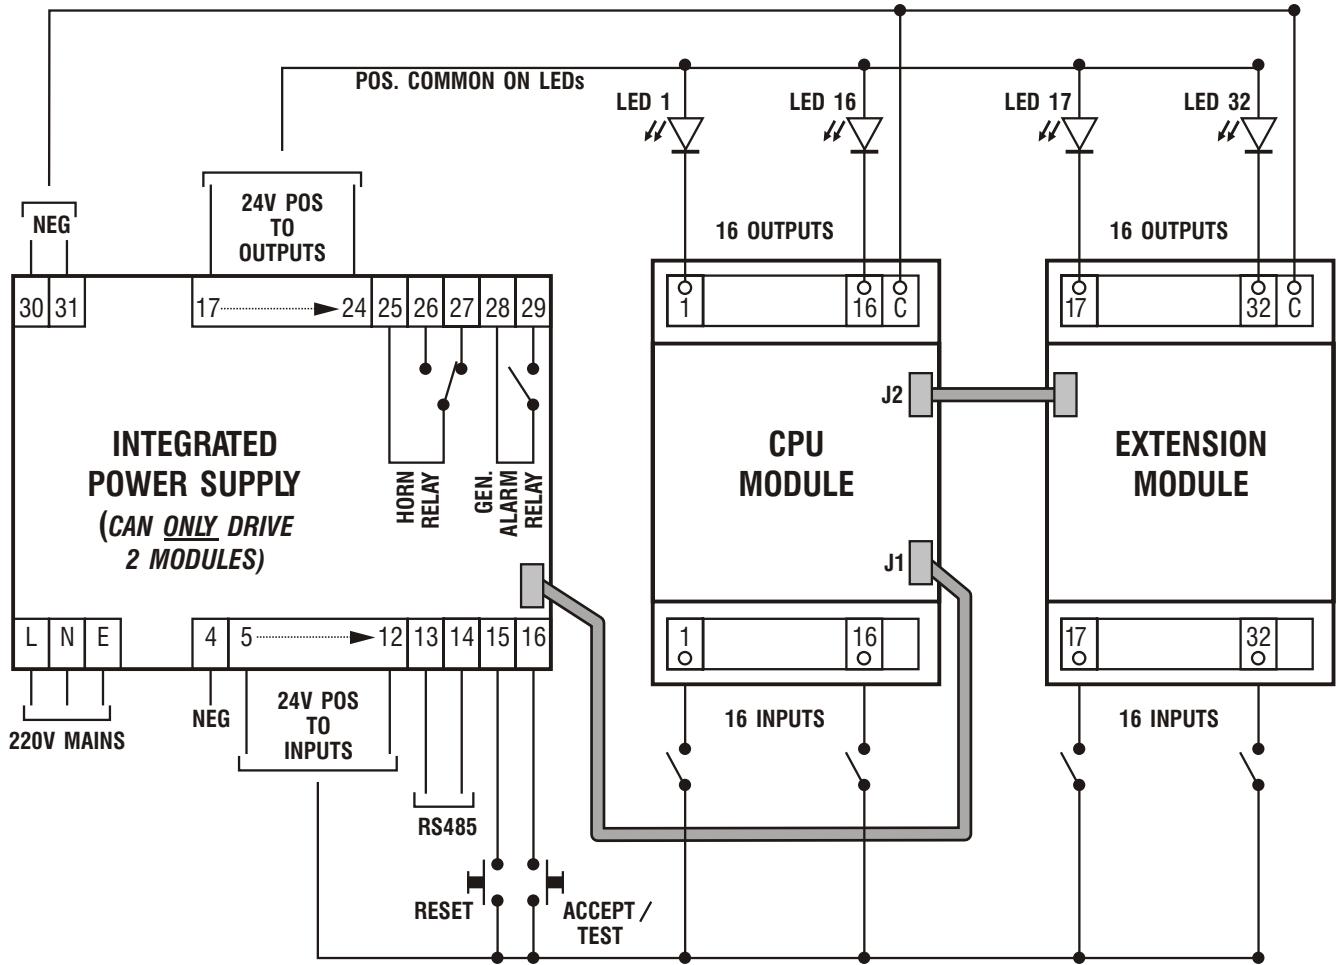 POS. COMMON ON LEDs
LED 1
LED 16
LED 17
LED 32
NEG
24V POS
TO
OUTPUTS
16 OUTPUTS
16 OUTPUTS
30 31 17 24 25 26 27 28 29
1 16 C
17 32 C
J2
INTEGRATED
POWER SUPPLY
(CAN ONLY DRIVE
2 MODULES)
HORN
RELAY
GEN.
ALARM
RELAY
CPU
MODULE
EXTENSION
MODULE
J1
L N E 4 5 12 13 14 15 16
1 16
17 32
220V MAINS
NEG
24V POS
TO
INPUTS
16 INPUTS
16 INPUTS
RS485
RESET
ACCEPT /
TEST